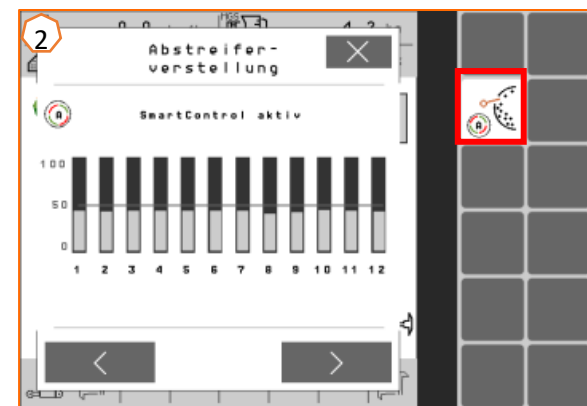 2
Abstreifer-
verstellung
A
SmartControl aktiv
100
50
0
1 2 3 4 5 6 7 8 9 10 11 12
A